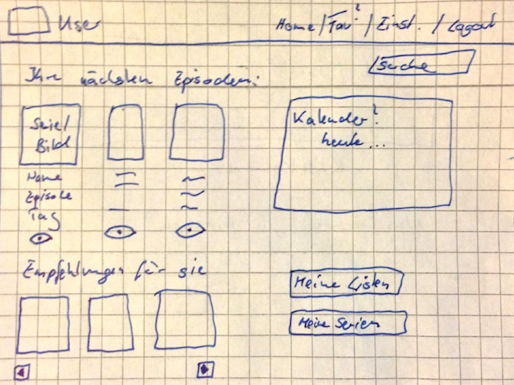 User
Home / Fav? / Einst. / Logout
Suche
Ihre nächsten Episoden:
Serie/
Bild
Kalender?
heute...
Name
Episode
Tag
Empfehlungen für sie
Meine Listen
Meine Serien